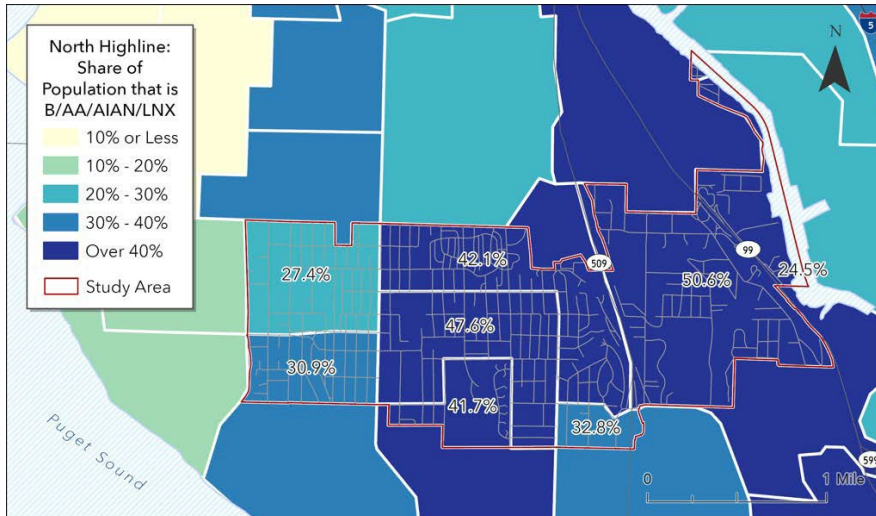 North Highline:
Share of
Population that is
B/AA/AIAN/LNX
10% or Less
10% - 20%
20% - 30%
30% - 40%
Over 40%
Study Area
N
5
42.1%
509
99
27.4%
50.6%
24.5%
47.6%
30.9%
41.7%
32.8%
Puget Sound
599
0
1 Mile